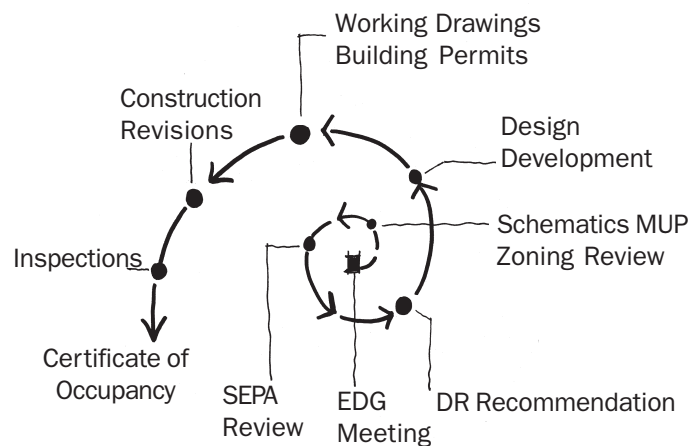 Working Drawings
Building Permits
Construction
Revisions
Design
Development
Schematics MUP
Zoning Review
Inspections
Certificate of
Occupancy
SEPA
Review
EDG
Meeting
DR Recommendation